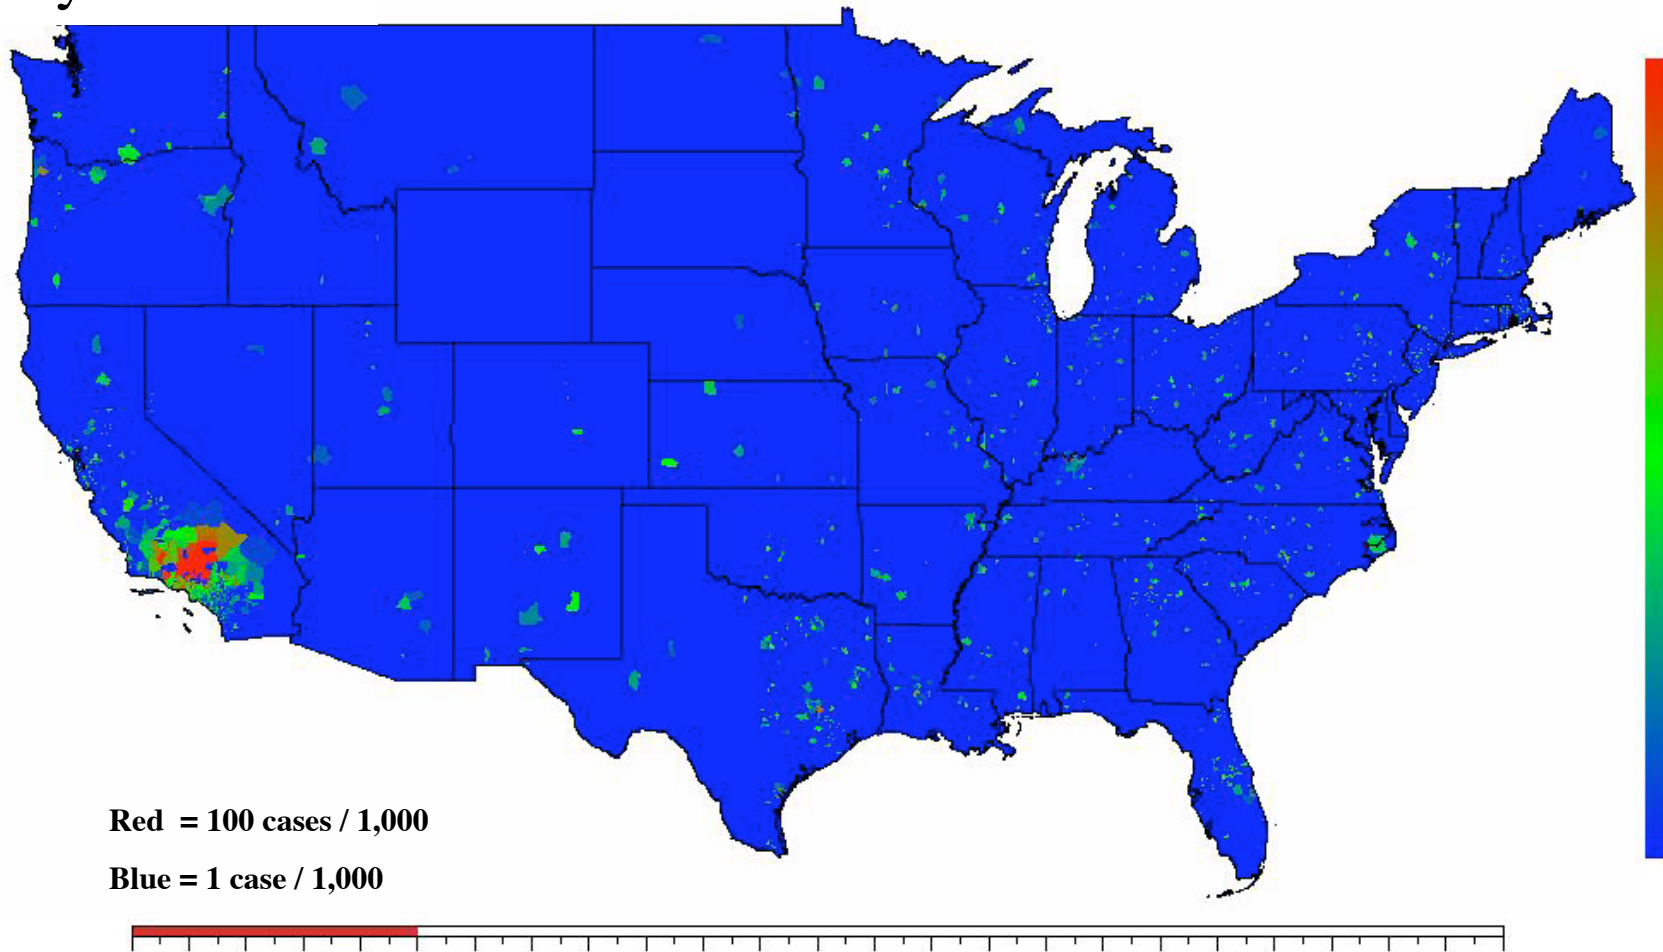 Red = 100 cases / 1,000
Blue = 1 case / 1,000